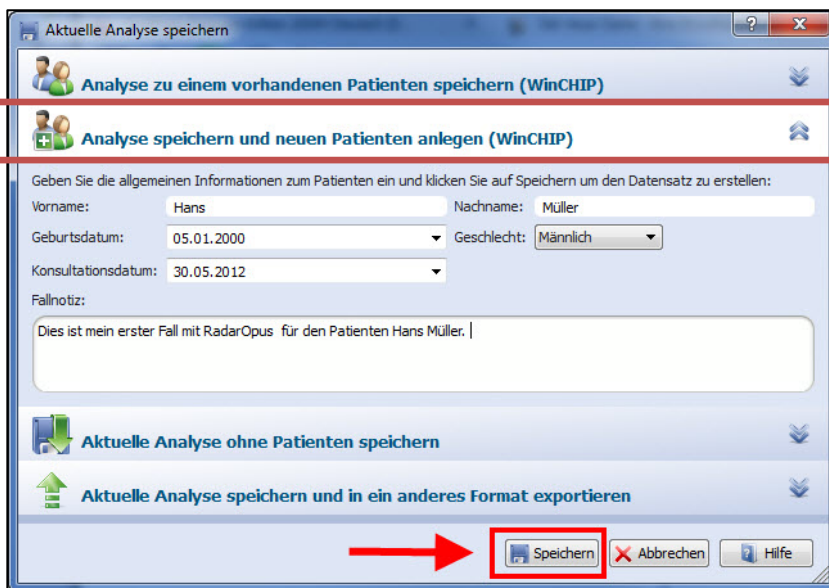 Aktuelle Analyse speichern
Analyse zu einem vorhandenen Patienten speichern (WinCHIP)
Analyse speichern und neuen Patienten anlegen (WinCHIP)
Geben Sie die allgemeinen Informationen zum Patienten ein und klicken Sie auf Speichern um den Datensatz zu erstellen:
Vorname: Hans Nachname: Müller
Geburtsdatum: 05.01.2000 Geschlecht: Männlich
Konsultationsdatum: 30.05.2012
Fallnotiz:
Dies ist mein erster Fall mit RadarOpus für den Patienten Hans Müller.
Aktuelle Analyse ohne Patienten speichern
Aktuelle Analyse speichern und in ein anderes Format exportieren
Speichern Abbrechen Hilfe